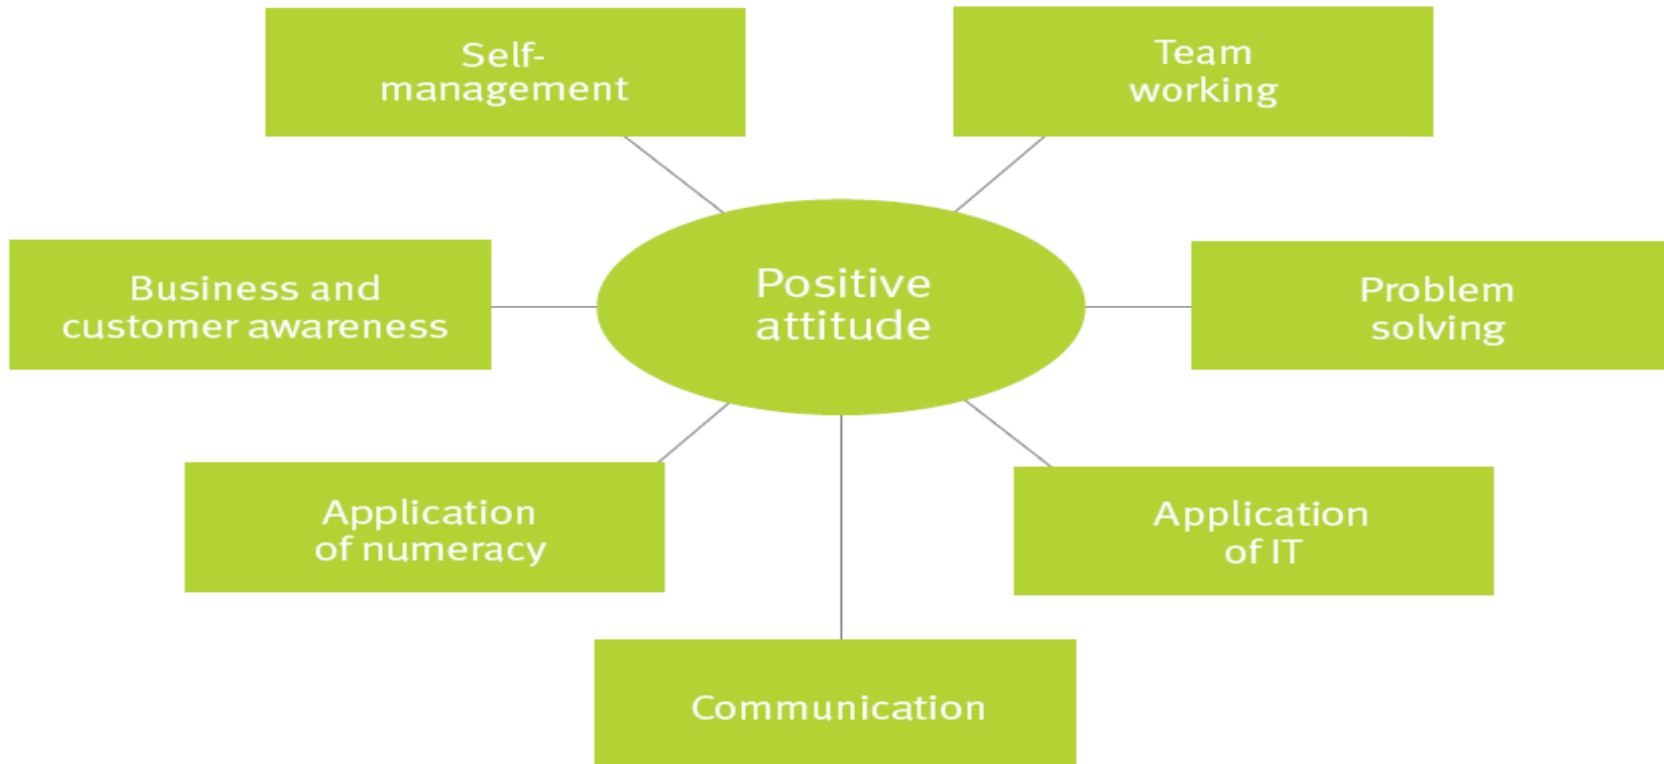 Self-
management
Team
working
Positive
attitude
Business and
customer awareness
Problem
solving
Application
of numeracy
Application
of IT
Communication